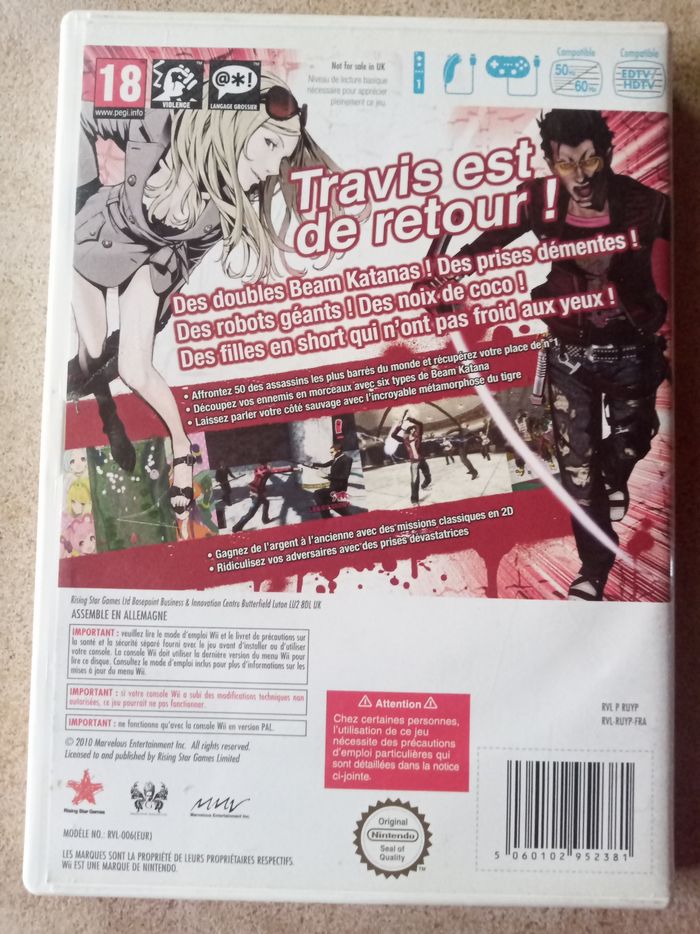 18
www.pegi.info
VIOLENCE
@*!
LANGAGE GROSSIER
Not for sale in UK
Niveau de lecture basique
nécessaire pour apprécier
pleinement ce jeu
1
Compatible
50Hz
60Hz
Compatible
EDTV/
HDTV
Travis est
de retour !
Des doubles Beam Katanas ! Des prises démentes !
Des robots géants ! Des noix de coco !
Des filles en short qui n'ont pas froid aux yeux !
• Affrontez 50 des assassins les plus barrés du monde et récupérez votre place de n°1
• Découpez vos ennemis en morceaux avec six types de Beam Katana
• Laissez parler votre côté sauvage avec l'incroyable métamorphose du tigre
• Gagnez de l'argent à l'ancienne avec des missions classiques en 2D
• Ridiculisez vos adversaires avec des prises dévastatrices
Rising Star Games Ltd Basepoint Business & Innovation Centre Butterfield Luton LU2 8DL UK
ASSEMBLE EN ALLEMAGNE
IMPORTANT : veuillez lire le mode d'emploi Wii et le livret de précautions sur
la santé et la sécurité séparé fourni avec le jeu avant d'installer ou d'utiliser
votre console. La console Wii doit utiliser la dernière version du menu Wii pour
lire ce disque. Consultez le mode d'emploi inclus pour plus d'informations sur les
mises à jour du menu Wii.
IMPORTANT : si votre console Wii a subi des modifications techniques non
autorisées, ce jeu pourrait ne pas fonctionner.
IMPORTANT : ne fonctionne qu'avec la console Wii en version PAL.
© 2010 Marvelous Entertainment Inc. All rights reserved.
Licensed to and published by Rising Star Games Limited
Rising Star Games
Marvelous Entertainment Inc
MODÈLE NO.: RVL-006(EUR)
LES MARQUES SONT LA PROPRIÉTÉ DE LEURS PROPRIÉTAIRES RESPECTIFS.
Wii EST UNE MARQUE DE NINTENDO.
Attention
Chez certaines personnes,
l'utilisation de ce jeu
nécessite des précautions
d'emploi particulières qui
sont détaillées dans la notice
ci-jointe.
Original
Nintendo
Seal of
Quality
TM
RVL P RUYP
RVL-RUYP-FRA
5 060102 952381